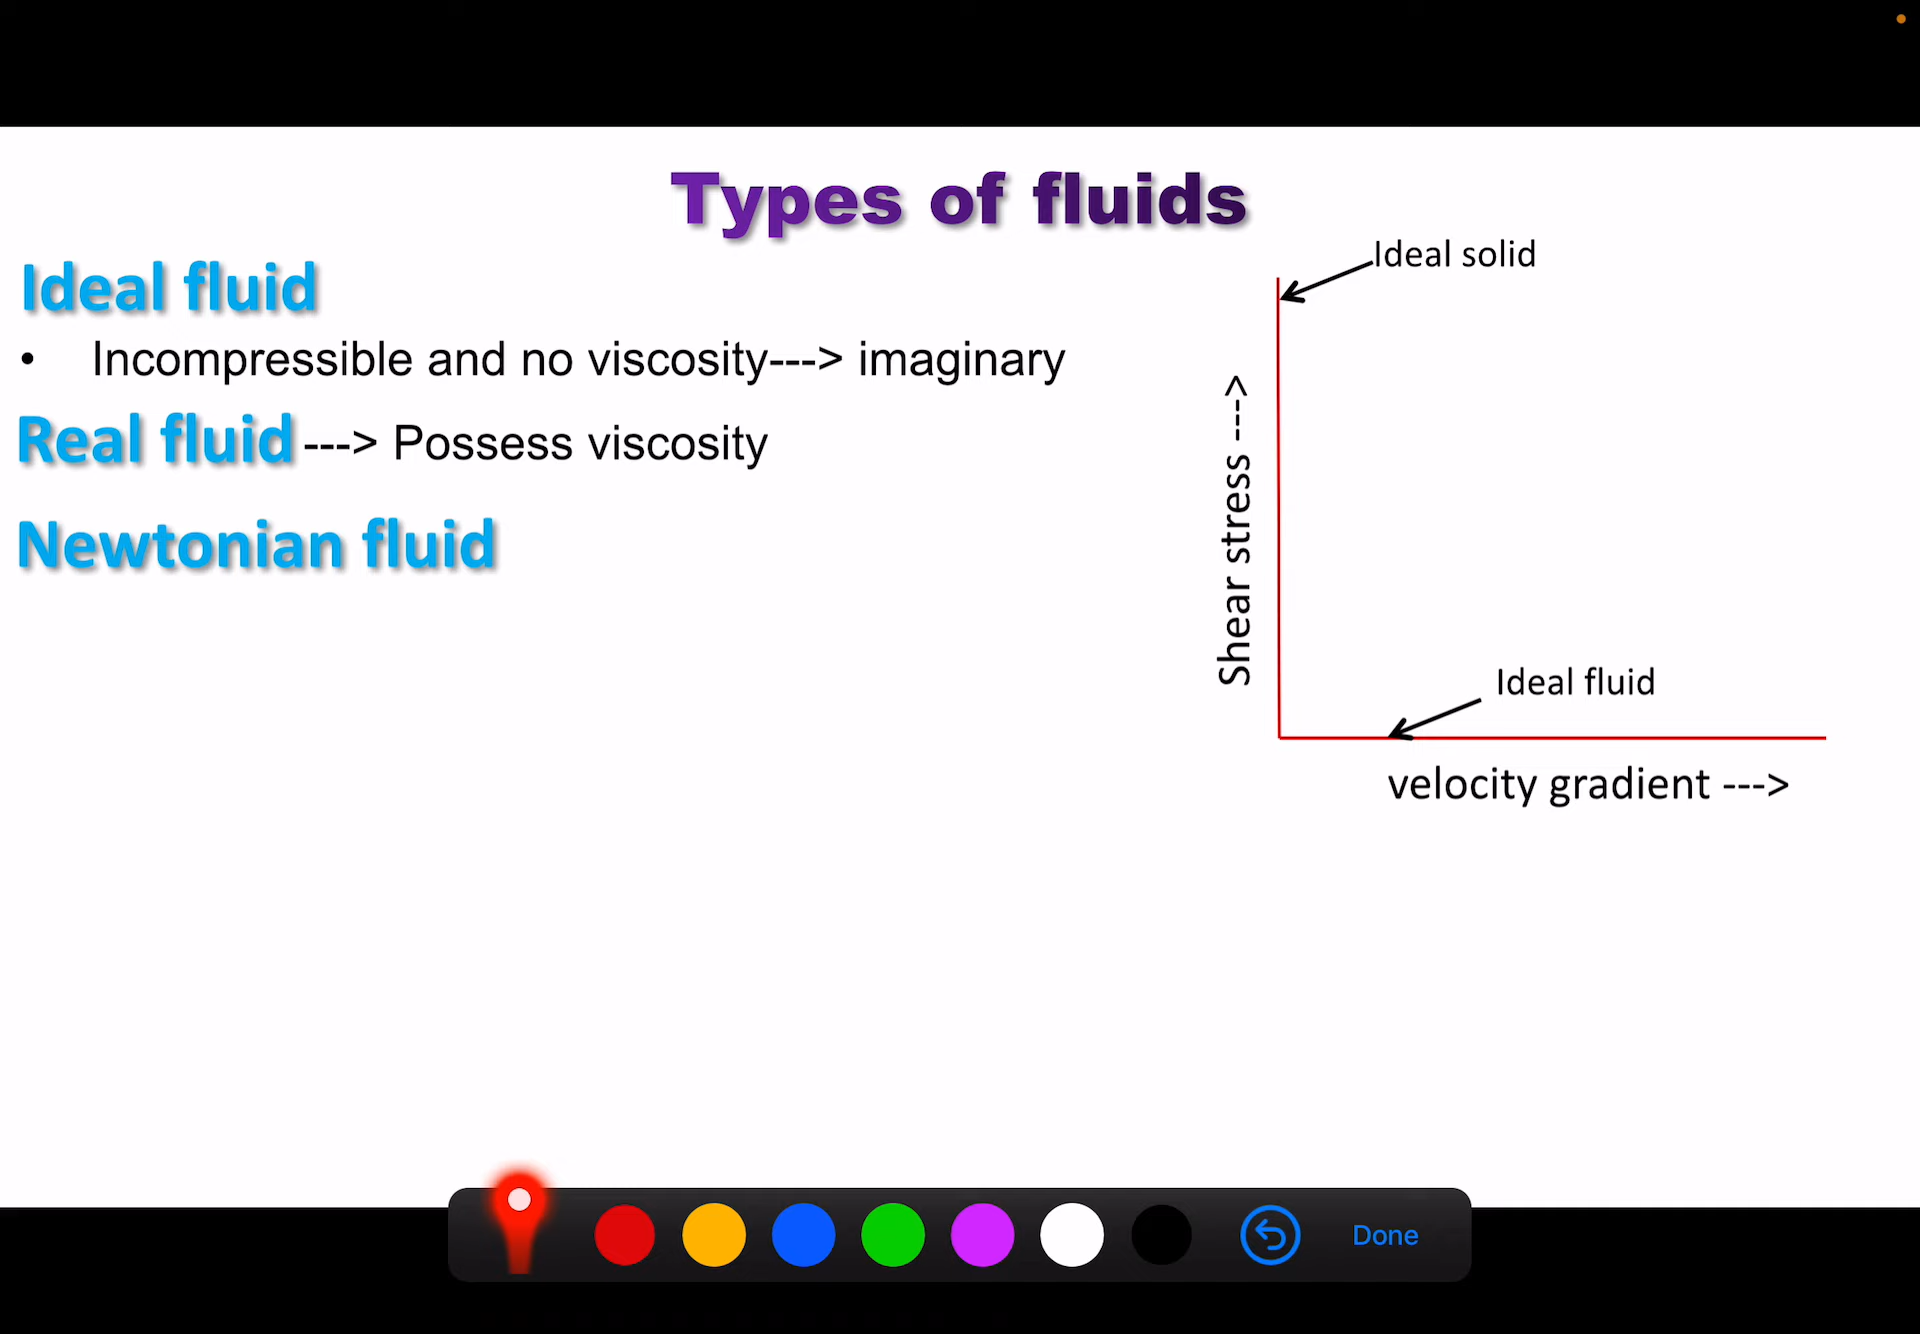 Types of fluids
Ideal fluid
• Incompressible and no viscosity---> imaginary
Real fluid ---> Possess viscosity
Newtonian fluid
Ideal solid
Shear stress --->
Ideal fluid
velocity gradient --->
Done